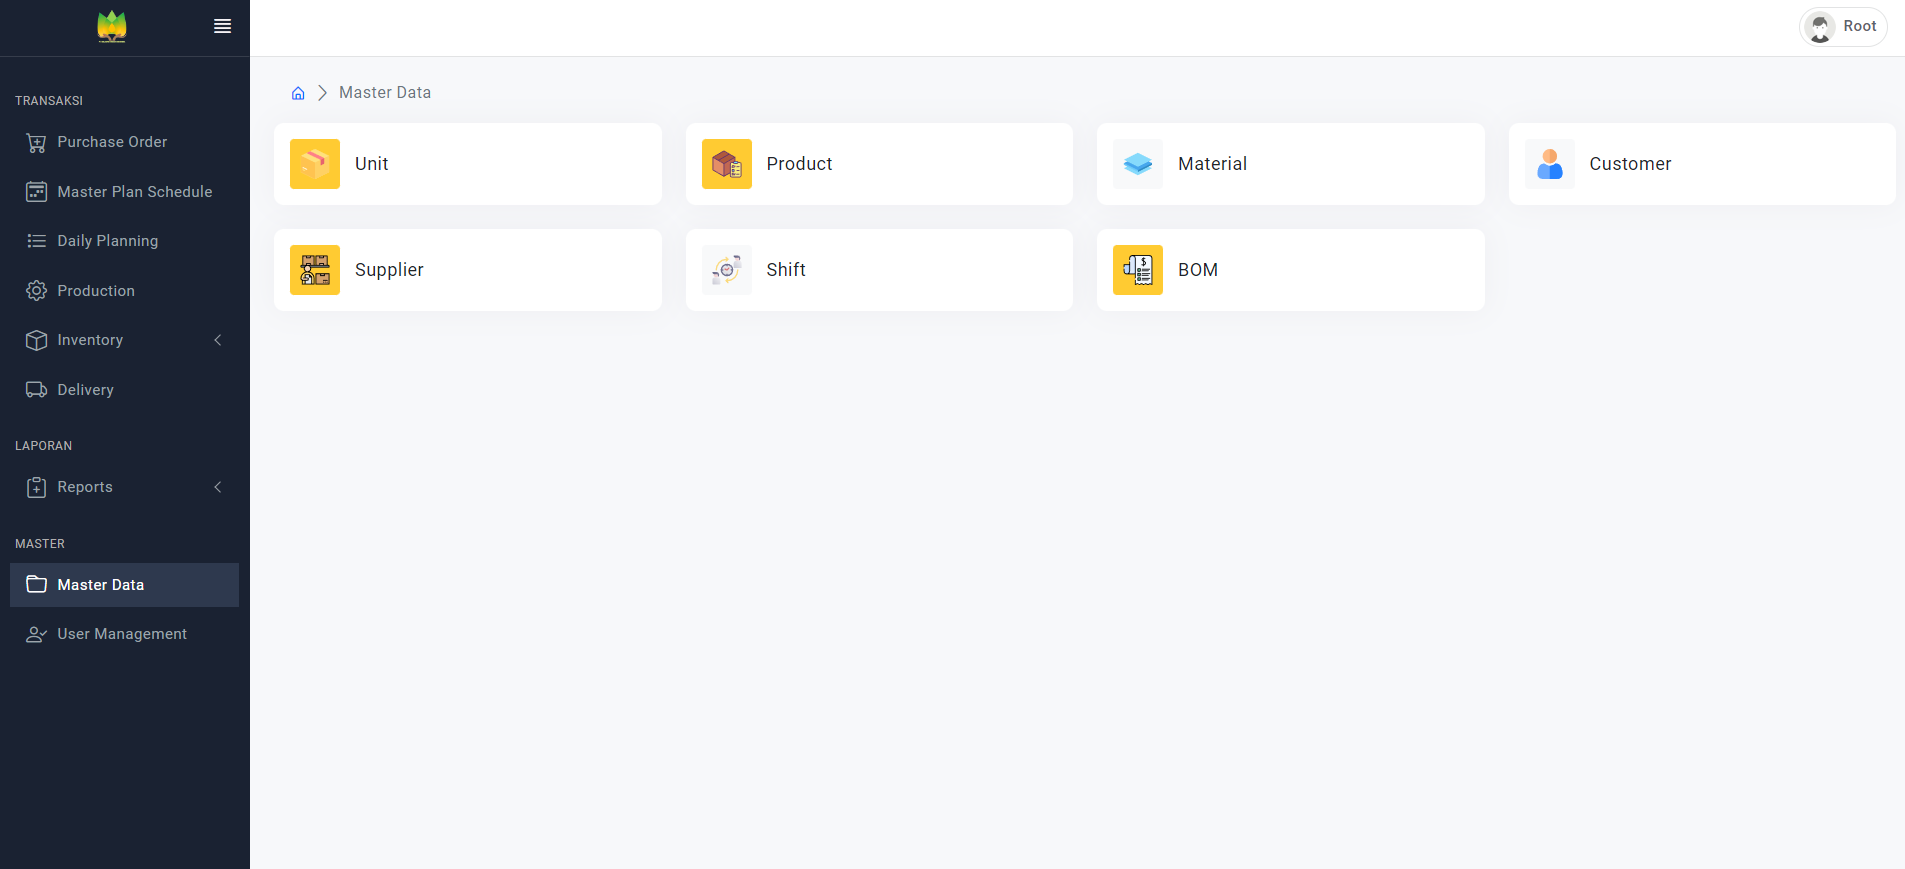 Root
TRANSAKSI
Purchase Order
Master Plan Schedule
Daily Planning
Production
Inventory
Delivery
LAPORAN
Reports
MASTER
Master Data
User Management
Master Data
Unit
Product
Material
Customer
Supplier
Shift
BOM